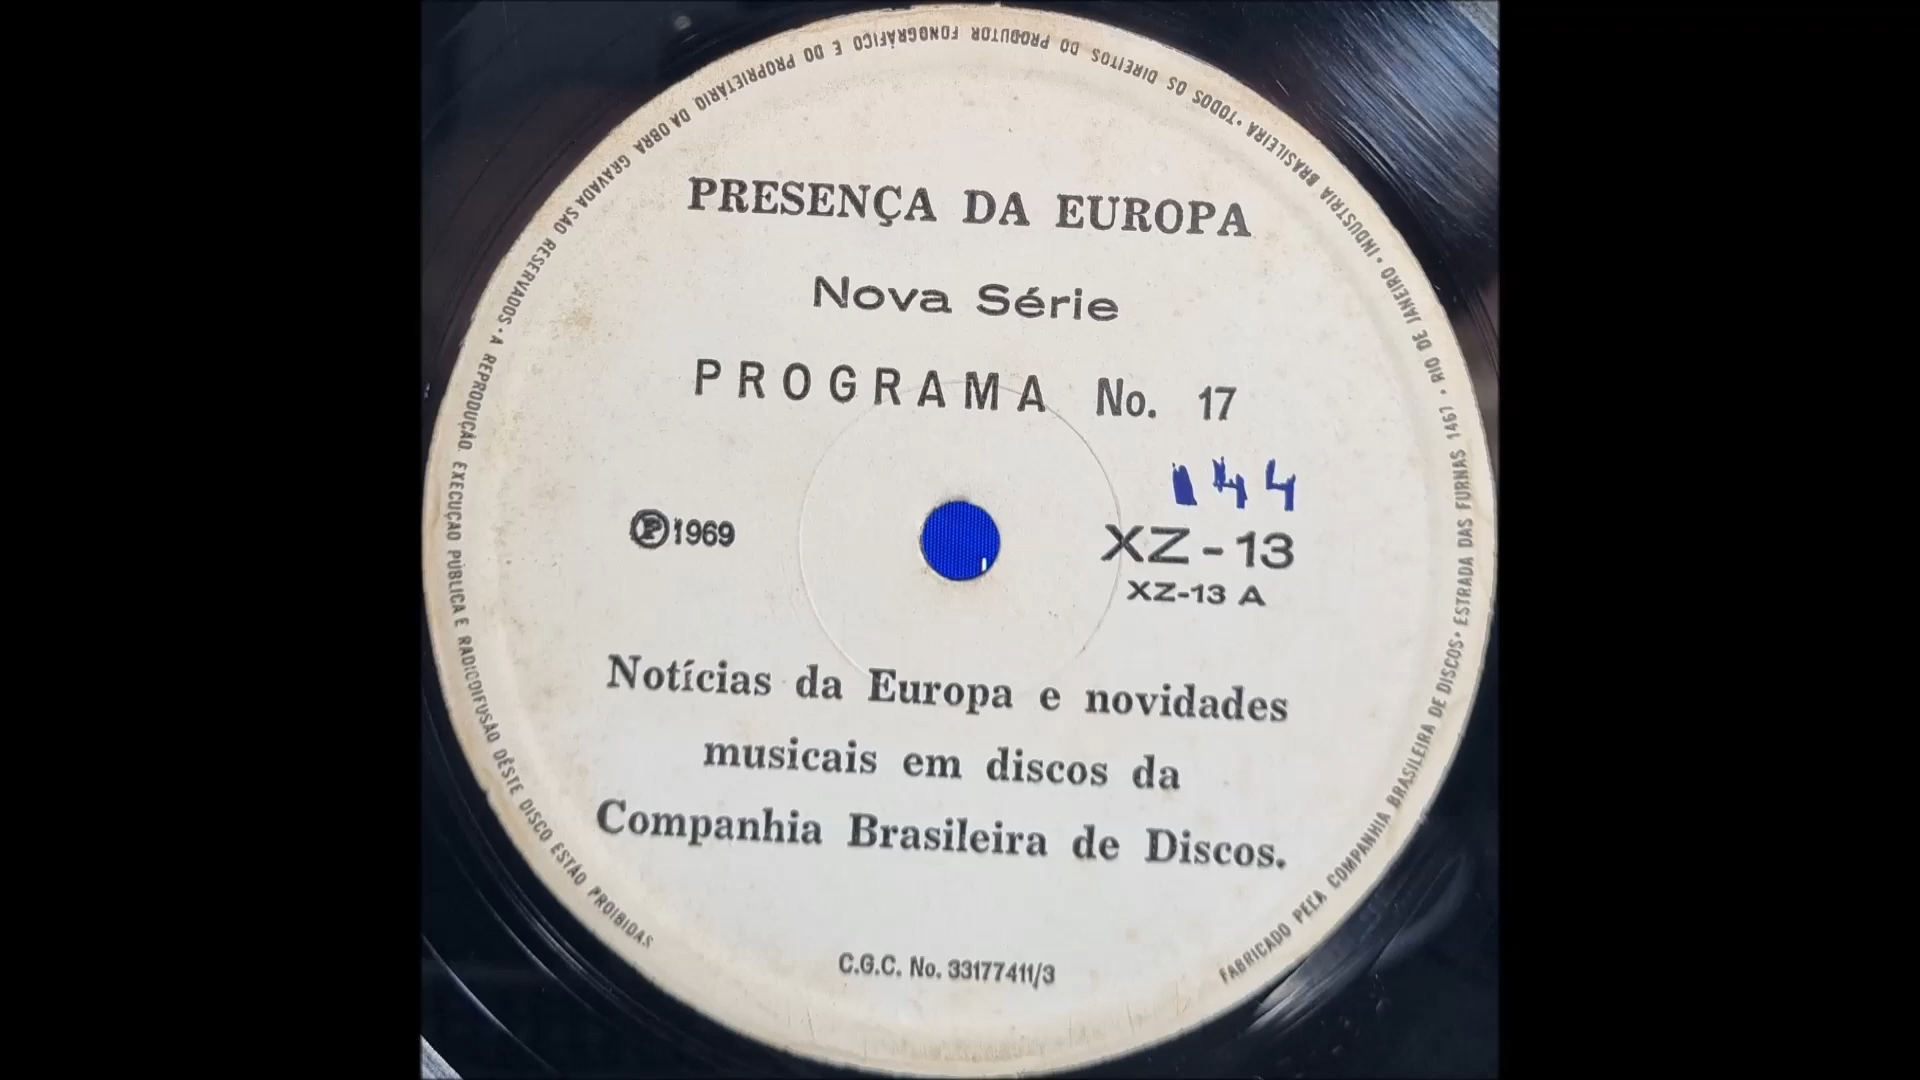 PRESENÇA DA EUROPA
Nova Série
PROGRAMA No. 17
144
Ⓟ1969
XZ-13
XZ-13 A
Notícias da Europa e novidades
musicais em discos da
Companhia Brasileira de Discos.
C.G.C. No. 33177411/3
FABRICADO PELA COMPANHIA BRASILEIRA DE DISCOS • ESTRADA DAS FURNAS 1467 • RIO DE JANEIRO • INDUSTRIA BRASILEIRA • TODOS OS DIREITOS DO PRODUTOR FONOGRÁFICO E DO PROPRIETÁRIO DA OBRA GRAVADA SÃO RESERVADOS • A REPRODUÇÃO, EXECUÇÃO PÚBLICA E RADIODIFUSÃO DÊSTE DISCO ESTÃO PROIBIDAS